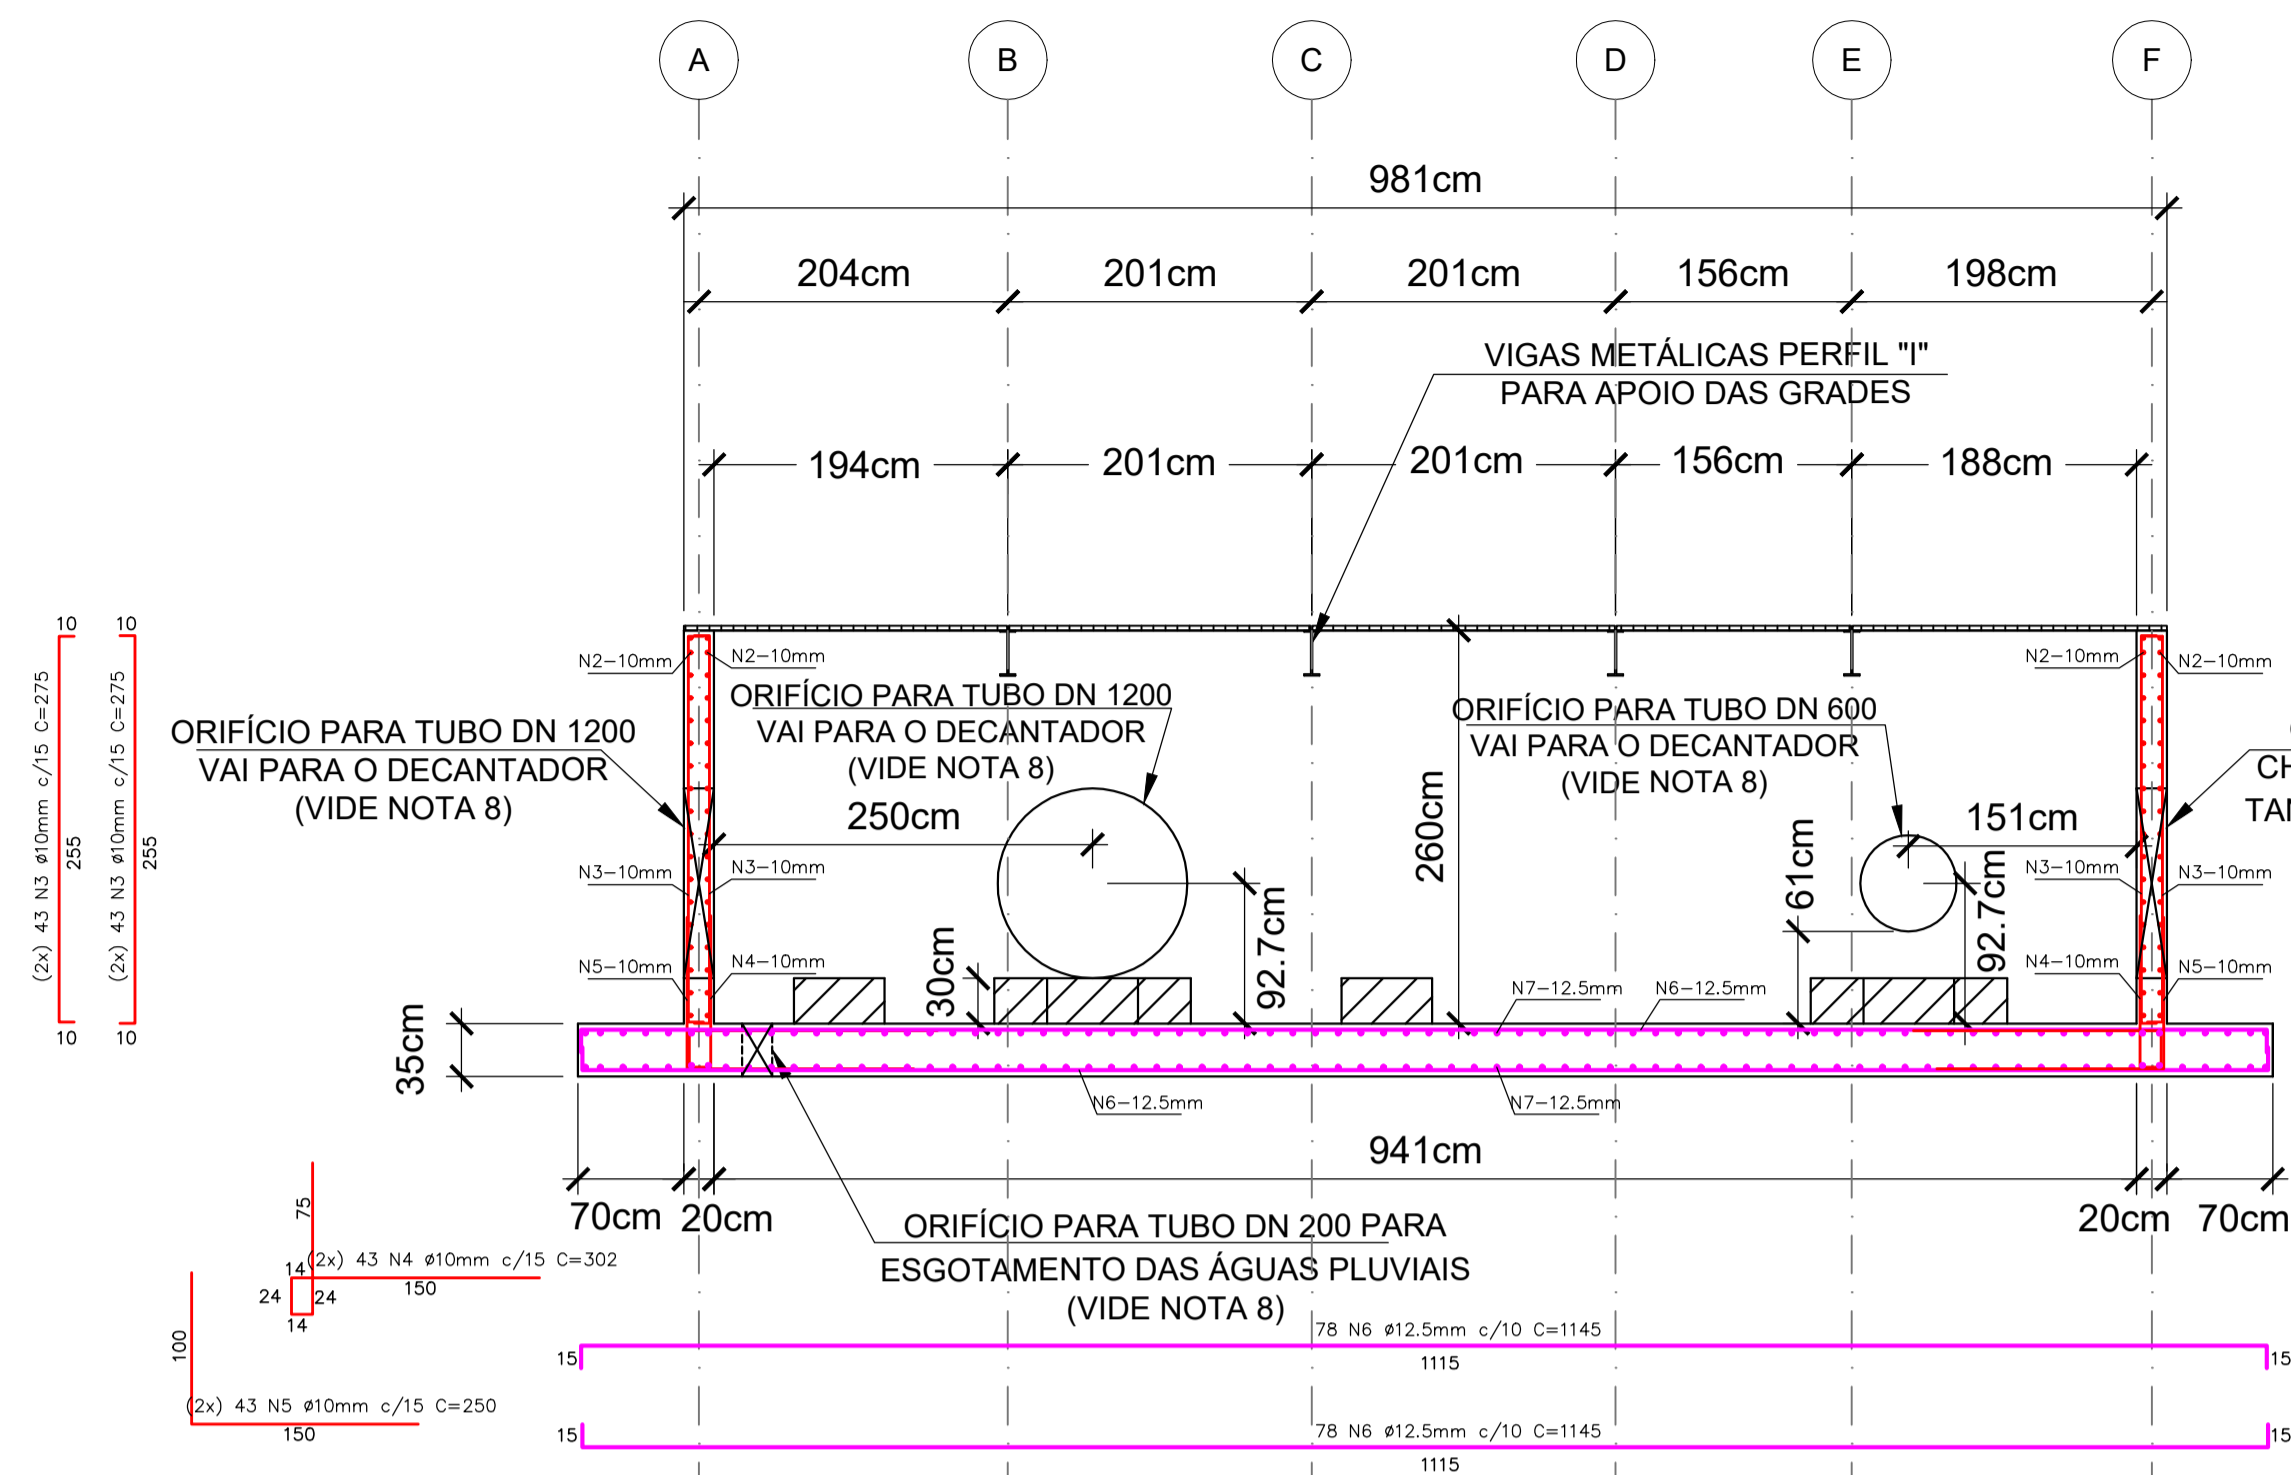 A B C D E F
981cm
204cm 201cm 201cm 156cm 198cm
VIGAS METÁLICAS PERFIL "I"
PARA APOIO DAS GRADES
194cm 201cm 201cm 156cm 188cm
10 10
(2x) 43 N3 ø10mm c/15 C=275
255
(2x) 43 N3 ø10mm c/15 C=275
255
10 10
N2-10mm N2-10mm N2-10mm N2-10mm
ORIFÍCIO PARA TUBO DN 1200
VAI PARA O DECANTADOR
(VIDE NOTA 8)
ORIFÍCIO PARA TUBO DN 1200
VAI PARA O DECANTADOR
(VIDE NOTA 8)
ORIFÍCIO PARA TUBO DN 600
VAI PARA O DECANTADOR
(VIDE NOTA 8)
CH
TAN
250cm
260cm
151cm
61cm
92.7cm
N3-10mm N3-10mm N3-10mm N3-10mm
30cm
92.7cm
N5-10mm N4-10mm N4-10mm N5-10mm
N7-12.5mm N6-12.5mm
35cm
N6-12.5mm N7-12.5mm
941cm
70cm 20cm 20cm 70cm
ORIFÍCIO PARA TUBO DN 200 PARA
ESGOTAMENTO DAS ÁGUAS PLUVIAIS
(VIDE NOTA 8)
75
14 (2x) 43 N4 ø10mm c/15 C=302
150
24 24
14
100
(2x) 43 N5 ø10mm c/15 C=250
150
78 N6 ø12.5mm c/10 C=1145
15 1115 15
78 N6 ø12.5mm c/10 C=1145
15 1115 15